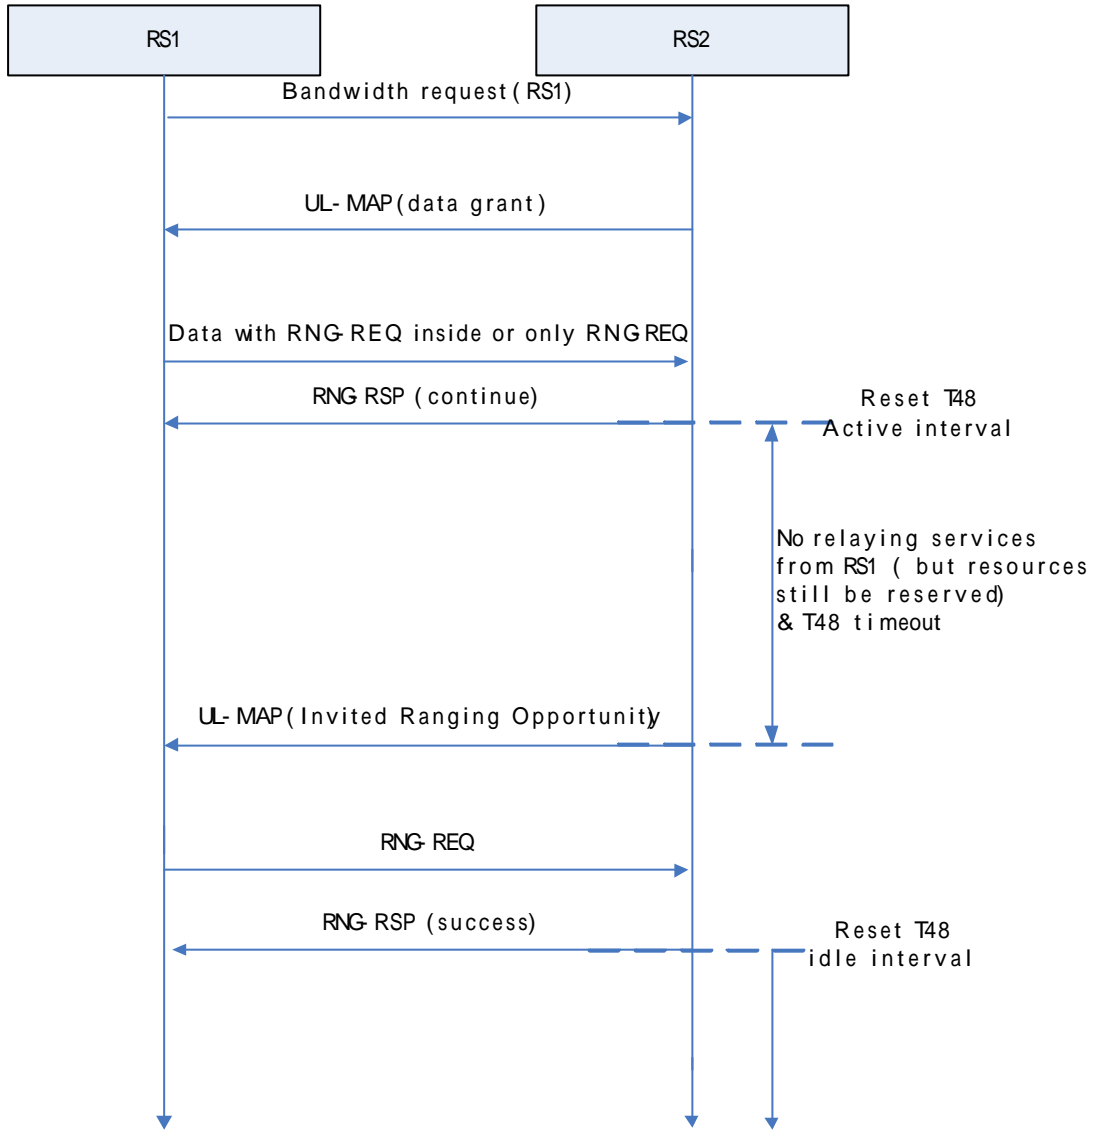 RS1
RS2
Bandwidth request(RS1)
UL-MAP(data grant)
Data with RNG-REQ inside or only RNG-REQ
RNG-RSP (continue)
Reset T48
Active interval
No relaying services
from RS1 ( but resources
still be reserved)
& T48 timeout
UL-MAP(Invited Ranging Opportunity)
RNG-REQ
RNG-RSP (success)
Reset T48
idle interval